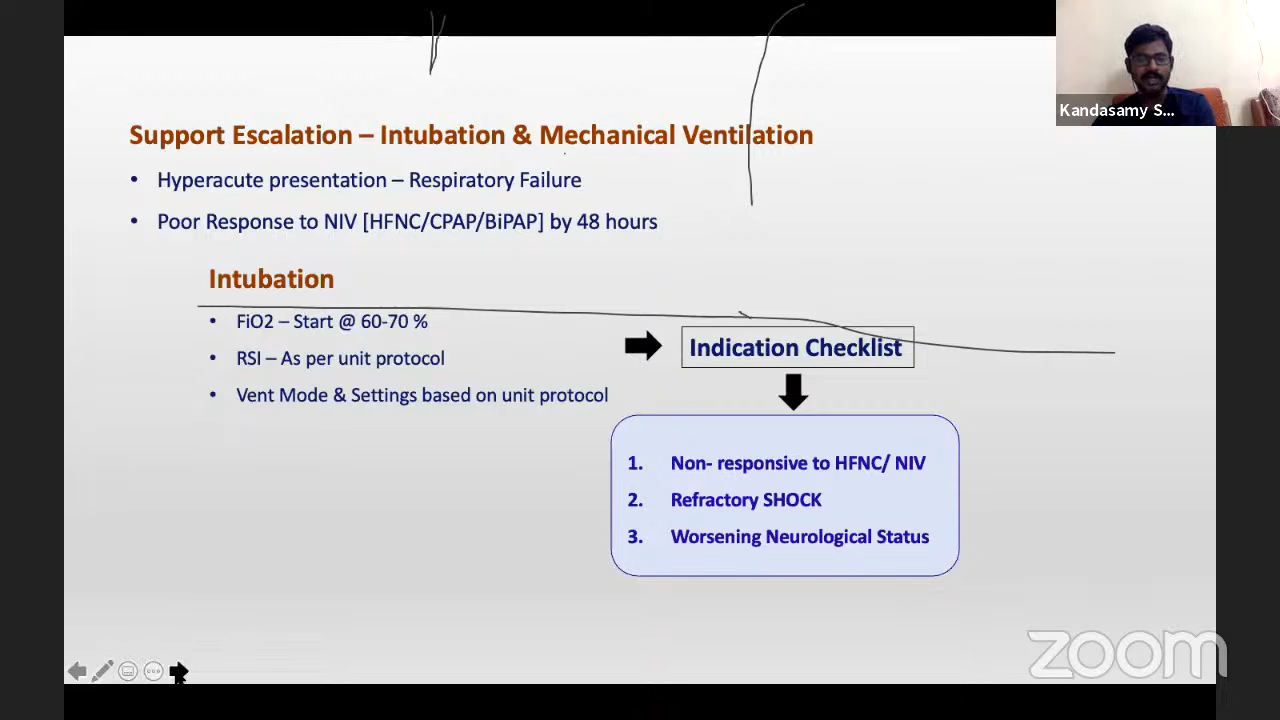 Kandasamy S...
Support Escalation – Intubation & Mechanical Ventilation
• Hyperacute presentation – Respiratory Failure
• Poor Response to NIV [HFNC/CPAP/BiPAP] by 48 hours
Intubation
• FiO2 – Start @ 60-70 %
• RSI – As per unit protocol
• Vent Mode & Settings based on unit protocol
Indication Checklist
1. Non- responsive to HFNC/ NIV
2. Refractory SHOCK
3. Worsening Neurological Status
zoom